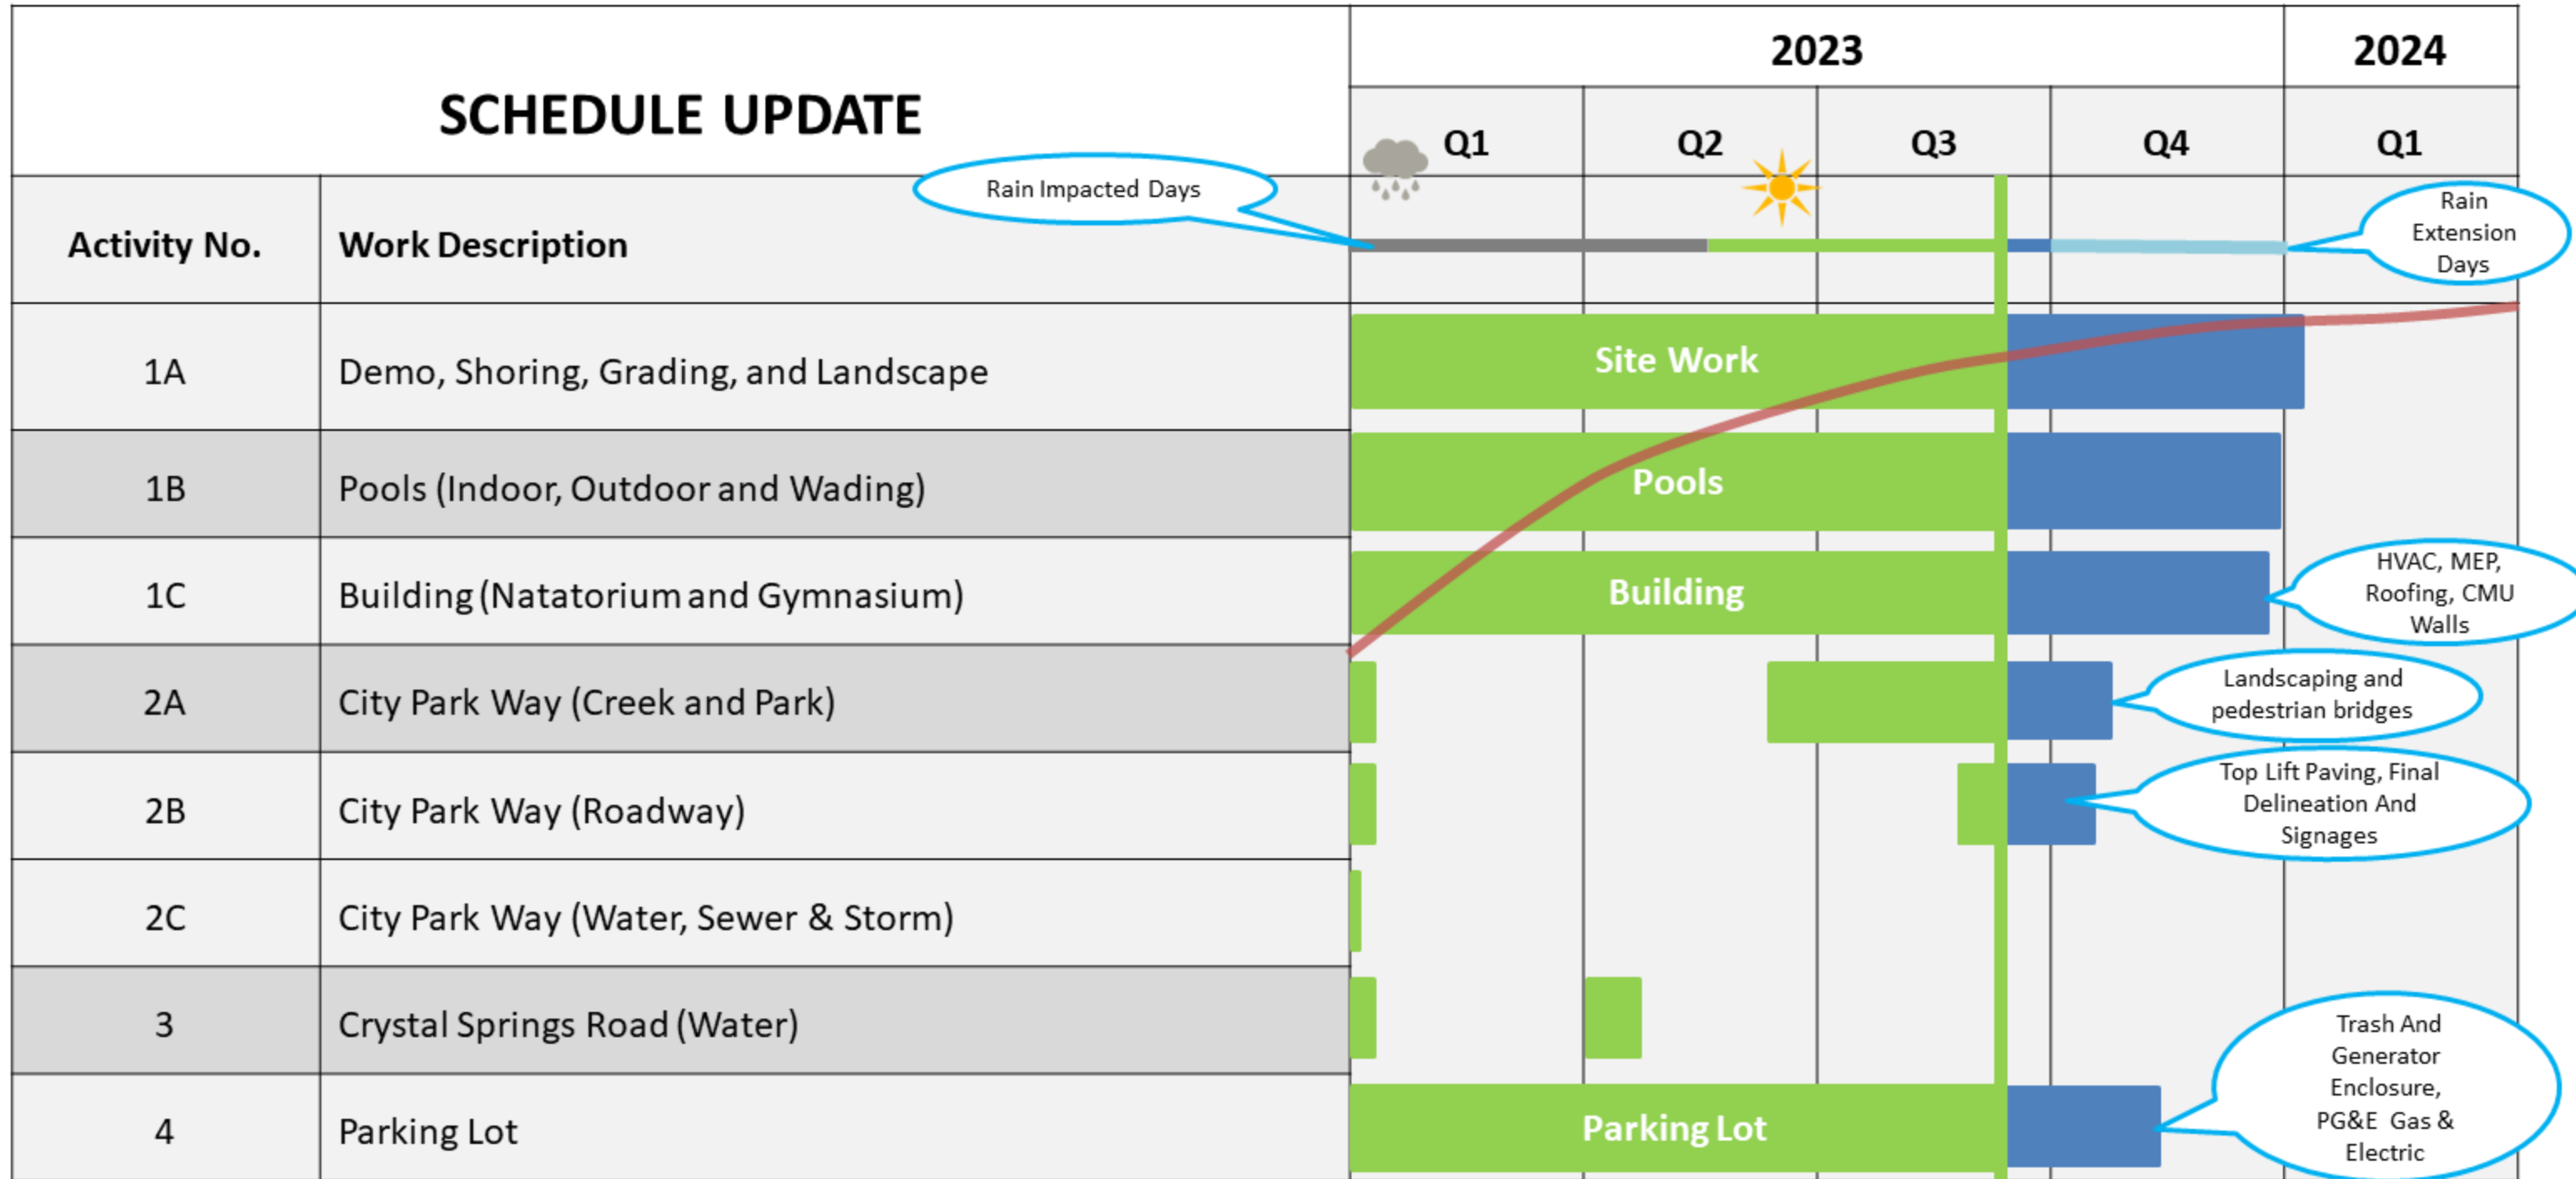 SCHEDULE UPDATE
2023
2024
Q1
Q2
Q3
Q4
Q1
Rain Impacted Days
Rain
Extension
Days
Activity No.
Work Description
1A
Demo, Shoring, Grading, and Landscape
Site Work
1B
Pools (Indoor, Outdoor and Wading)
Pools
1C
Building (Natatorium and Gymnasium)
Building
HVAC, MEP,
Roofing, CMU
Walls
2A
City Park Way (Creek and Park)
Landscaping and
pedestrian bridges
2B
City Park Way (Roadway)
Top Lift Paving, Final
Delineation And
Signages
2C
City Park Way (Water, Sewer & Storm)
3
Crystal Springs Road (Water)
4
Parking Lot
Parking Lot
Trash And
Generator
Enclosure,
PG&E Gas &
Electric